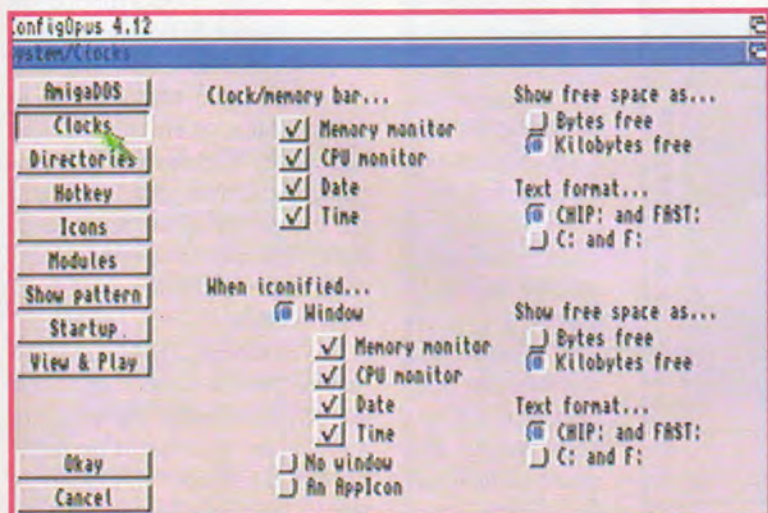 onfigOpus 4.12
ystem/Clocks
AmigaDOS
Clocks
Directories
Hotkey
Icons
Modules
Show pattern
Startup
View & Play
Okay
Cancel
Clock/memory bar...
Memory monitor
CPU monitor
Date
Time
Show free space as...
Bytes free
Kilobytes free
Text format...
CHIP: and FAST:
C: and F:
When iconified...
Window
Memory monitor
CPU monitor
Date
Time
No window
An AppIcon
Show free space as...
Bytes free
Kilobytes free
Text format...
CHIP: and FAST:
C: and F: